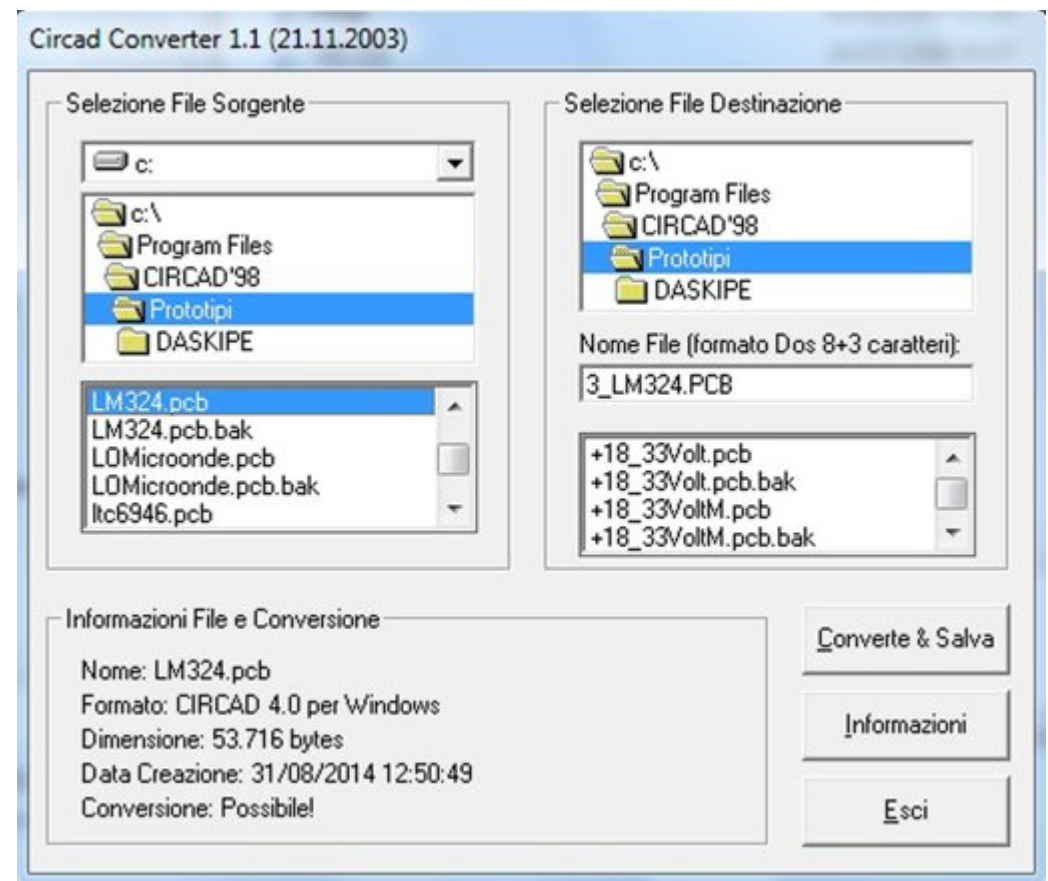 Circad Converter 1.1 (21.11.2003)
Selezione File Sorgente
c:
c:\
Program Files
CIRCAD'98
Prototipi
DASKIPE
LM324.pcb
LM324.pcb.bak
LOMicroonde.pcb
LOMicroonde.pcb.bak
ltc6946.pcb
Selezione File Destinazione
c:\
Program Files
CIRCAD'98
Prototipi
DASKIPE
Nome File (formato Dos 8+3 caratteri):
3_LM324.PCB
+18_33Volt.pcb
+18_33Volt.pcb.bak
+18_33VoltM.pcb
+18_33VoltM.pcb.bak
Informazioni File e Conversione
Nome: LM324.pcb
Formato: CIRCAD 4.0 per Windows
Dimensione: 53.716 bytes
Data Creazione: 31/08/2014 12:50:49
Conversione: Possibile!
Converte & Salva
Informazioni
Esci